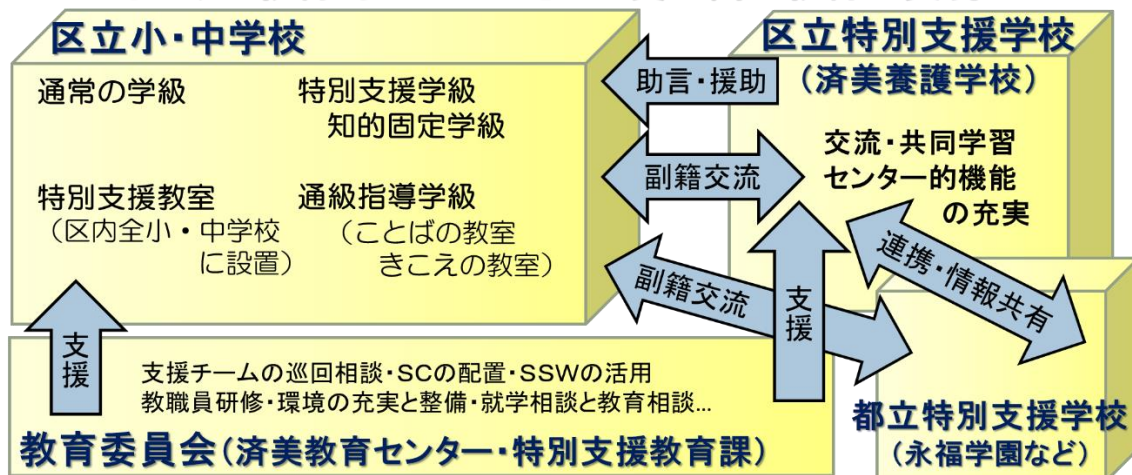 区立小・中学校
通常の学級
特別支援学級
知的固定学級
特別支援教室
（区内全小・中学校
に設置）
通級指導学級
（ことばの教室
きこえの教室）
助言・援助
副籍交流
副籍交流
区立特別支援学校
（済美養護学校）
交流・共同学習
センター的機能
の充実
連携・情報共有
支援
支援
支援チームの巡回相談・SCの配置・SSWの活用
教職員研修・環境の充実と整備・就学相談と教育相談…
教育委員会（済美教育センター・特別支援教育課）
都立特別支援学校
（永福学園など）